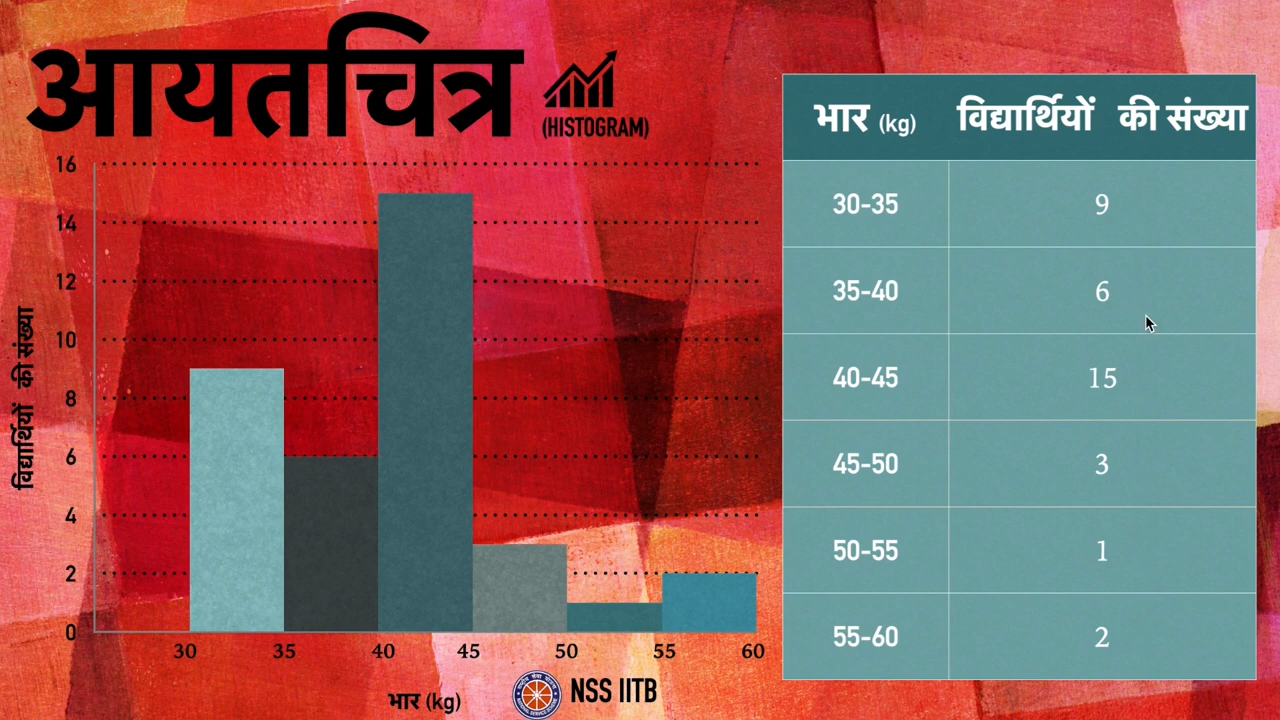 आयतचित्र
(HISTOGRAM)
विद्यार्थियों की संख्या
16
14
12
10
8
6
4
2
0
30 35 40 45 50 55 60
भार (kg)
NSS IITB
भार (kg) विद्यार्थियों की संख्या
30-35 9
35-40 6
40-45 15
45-50 3
50-55 1
55-60 2